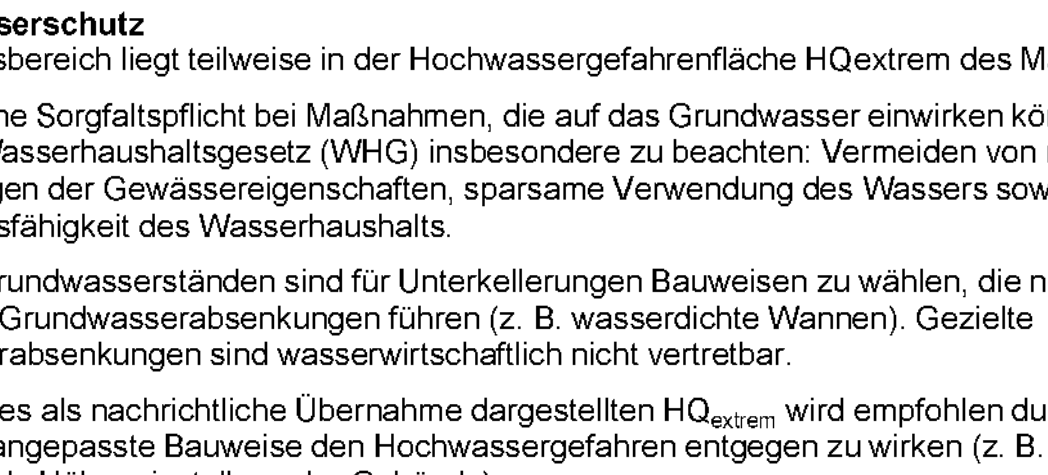 serschutz
sbereich liegt teilweise in der Hochwassergefahrenfläche HQextrem des M
ne Sorgfaltspflicht bei Maßnahmen, die auf das Grundwasser einwirken kö
Wasserhaushaltsgesetz (WHG) insbesondere zu beachten: Vermeiden von
gen der Gewässereigenschaften, sparsame Verwendung des Wassers sow
sfähigkeit des Wasserhaushalts.
rundwasserständen sind für Unterkellerungen Bauweisen zu wählen, die n
Grundwasserabsenkungen führen (z. B. wasserdichte Wannen). Gezielte
rabsenkungen sind wasserwirtschaftlich nicht vertretbar.
es als nachrichtliche Übernahme dargestellten HQextrem wird empfohlen du
angepasste Bauweise den Hochwassergefahren entgegen zu wirken (z. B.